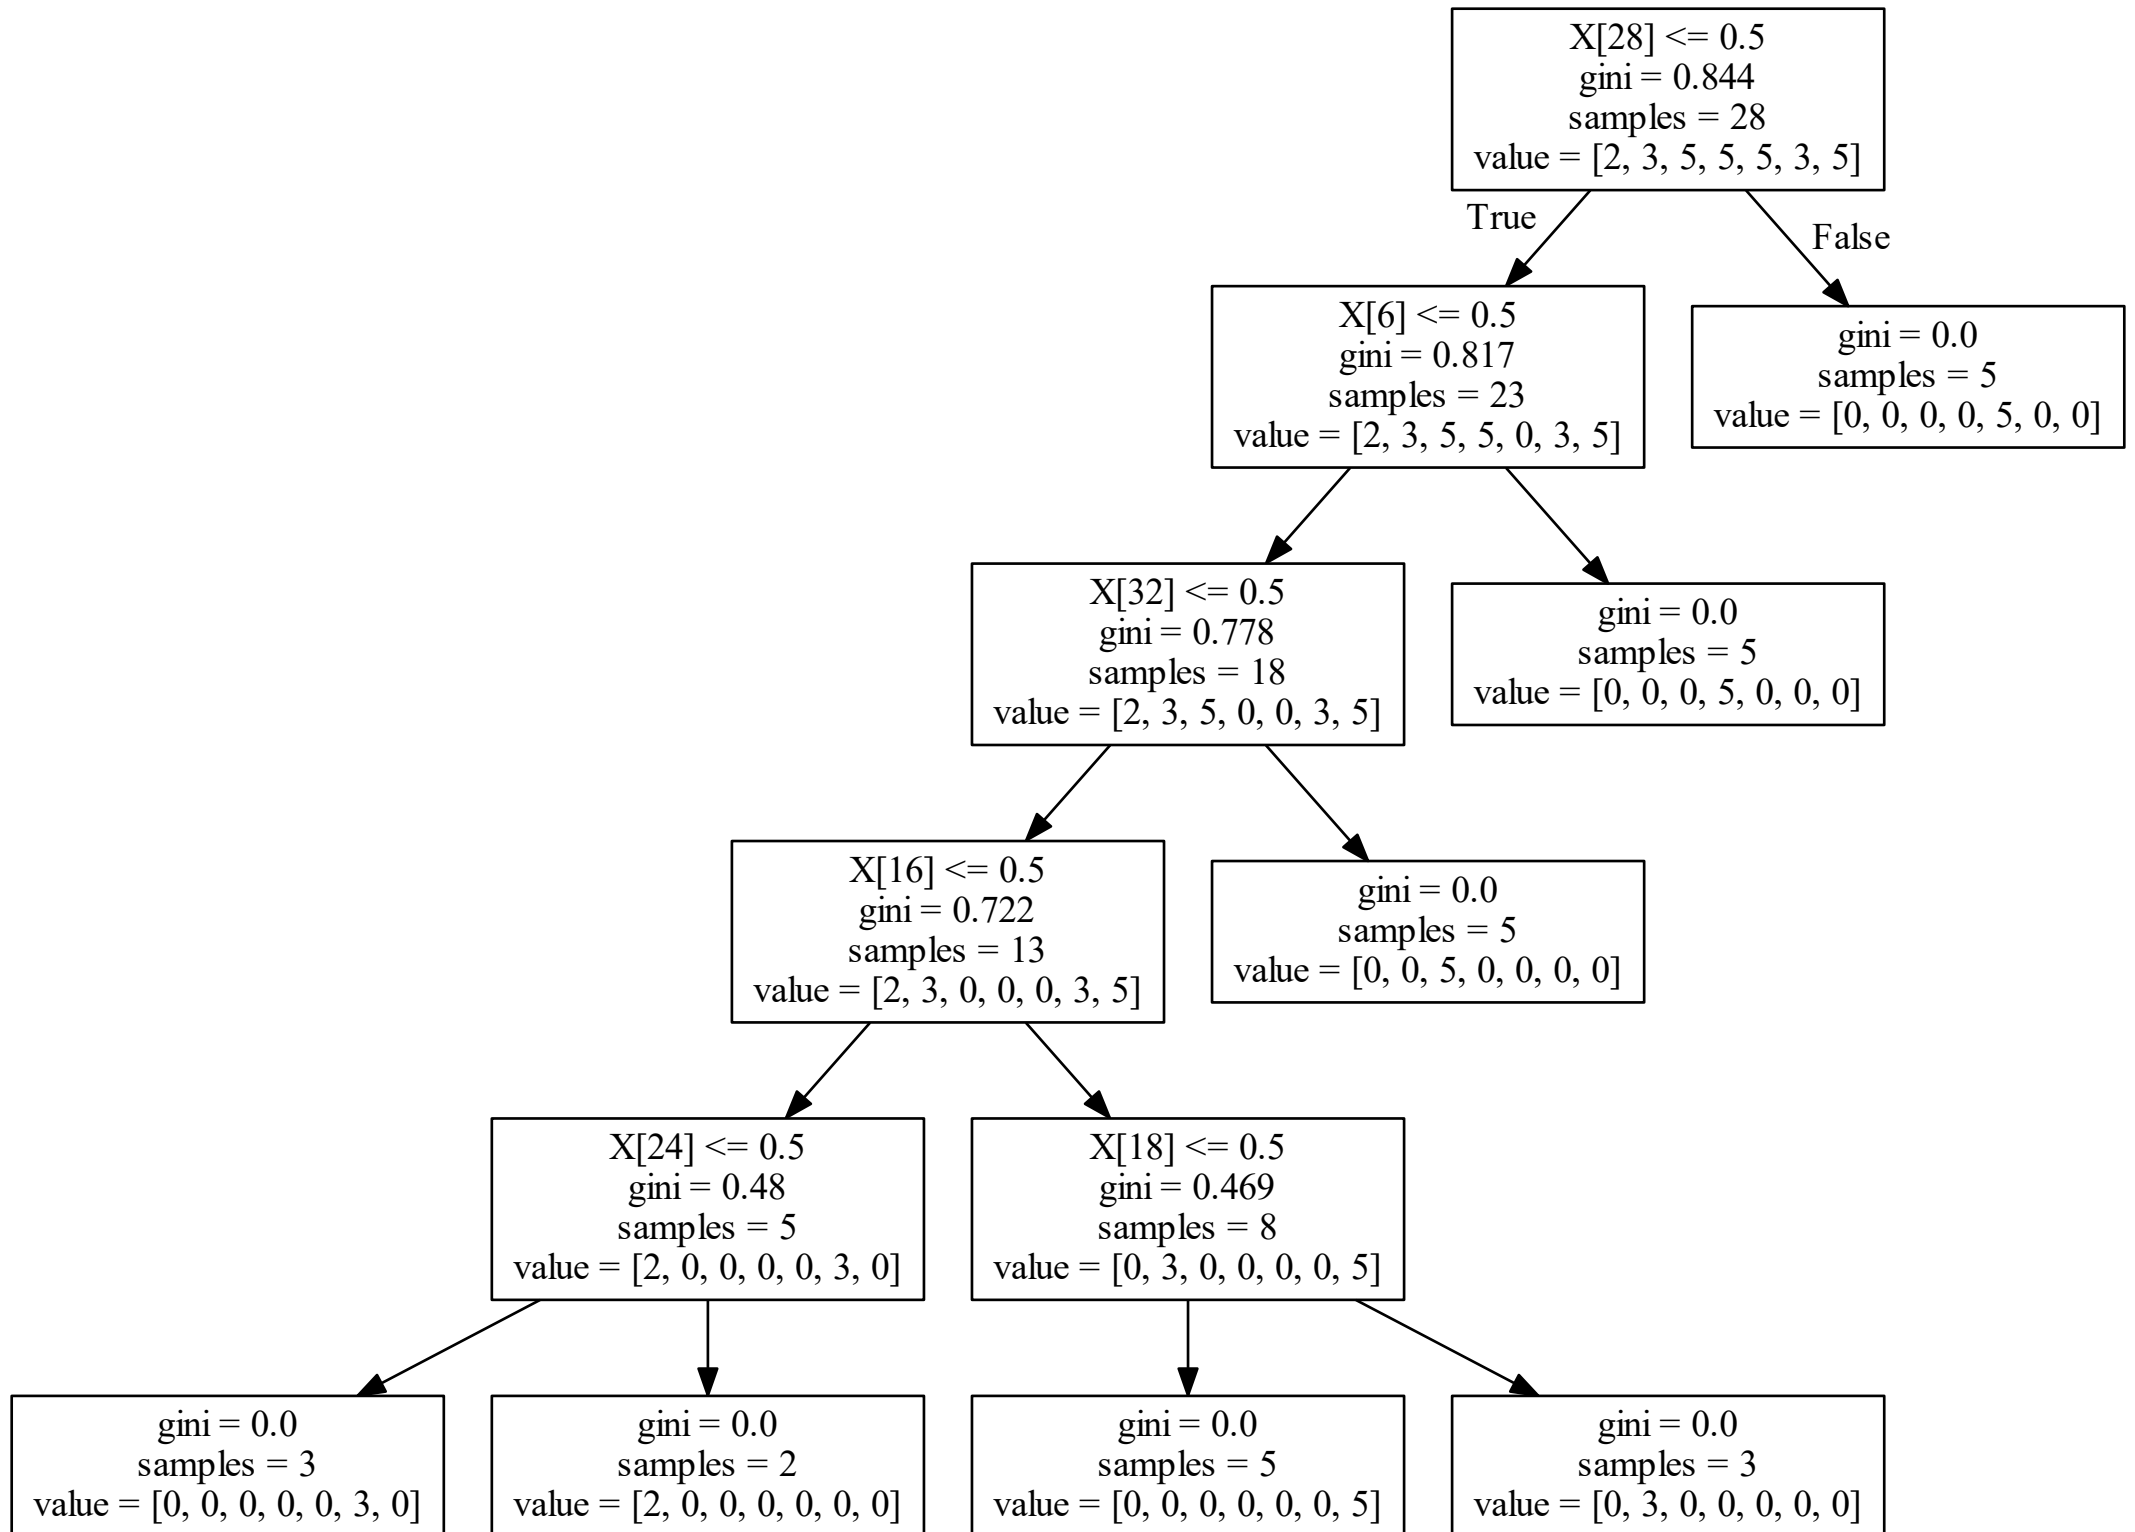 X[28] <= 0.5
gini = 0.844
samples = 28
value = [2, 3, 5, 5, 5, 3, 5]
True
False
X[6] <= 0.5
gini = 0.817
samples = 23
value = [2, 3, 5, 5, 0, 3, 5]
gini = 0.0
samples = 5
value = [0, 0, 0, 0, 5, 0, 0]
X[32] <= 0.5
gini = 0.778
samples = 18
value = [2, 3, 5, 0, 0, 3, 5]
gini = 0.0
samples = 5
value = [0, 0, 0, 5, 0, 0, 0]
X[16] <= 0.5
gini = 0.722
samples = 13
value = [2, 3, 0, 0, 0, 3, 5]
gini = 0.0
samples = 5
value = [0, 0, 5, 0, 0, 0, 0]
X[24] <= 0.5
gini = 0.48
samples = 5
value = [2, 0, 0, 0, 0, 3, 0]
X[18] <= 0.5
gini = 0.469
samples = 8
value = [0, 3, 0, 0, 0, 0, 5]
gini = 0.0
samples = 3
value = [0, 0, 0, 0, 0, 3, 0]
gini = 0.0
samples = 2
value = [2, 0, 0, 0, 0, 0, 0]
gini = 0.0
samples = 5
value = [0, 0, 0, 0, 0, 0, 5]
gini = 0.0
samples = 3
value = [0, 3, 0, 0, 0, 0, 0]